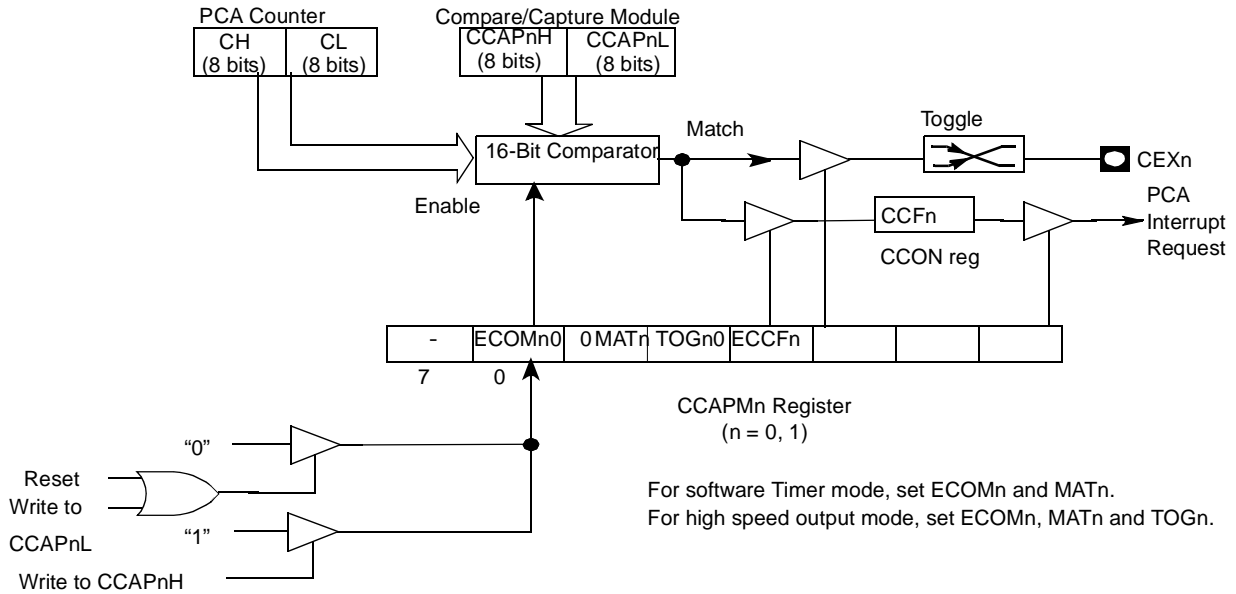 PCA Counter
CH
(8 bits)
CL
(8 bits)
Compare/Capture Module
CCAPnH
(8 bits)
CCAPnL
(8 bits)
16-Bit Comparator
Match
Toggle
CEXn
Enable
CCFn
CCON reg
PCA
Interrupt
Request
- ECOMn0 0 MATn TOGn0 ECCFn
7 0
CCAPMn Register
(n = 0, 1)
“0”
Reset
Write to
CCAPnL
“1”
Write to CCAPnH
For software Timer mode, set ECOMn and MATn.
For high speed output mode, set ECOMn, MATn and TOGn.